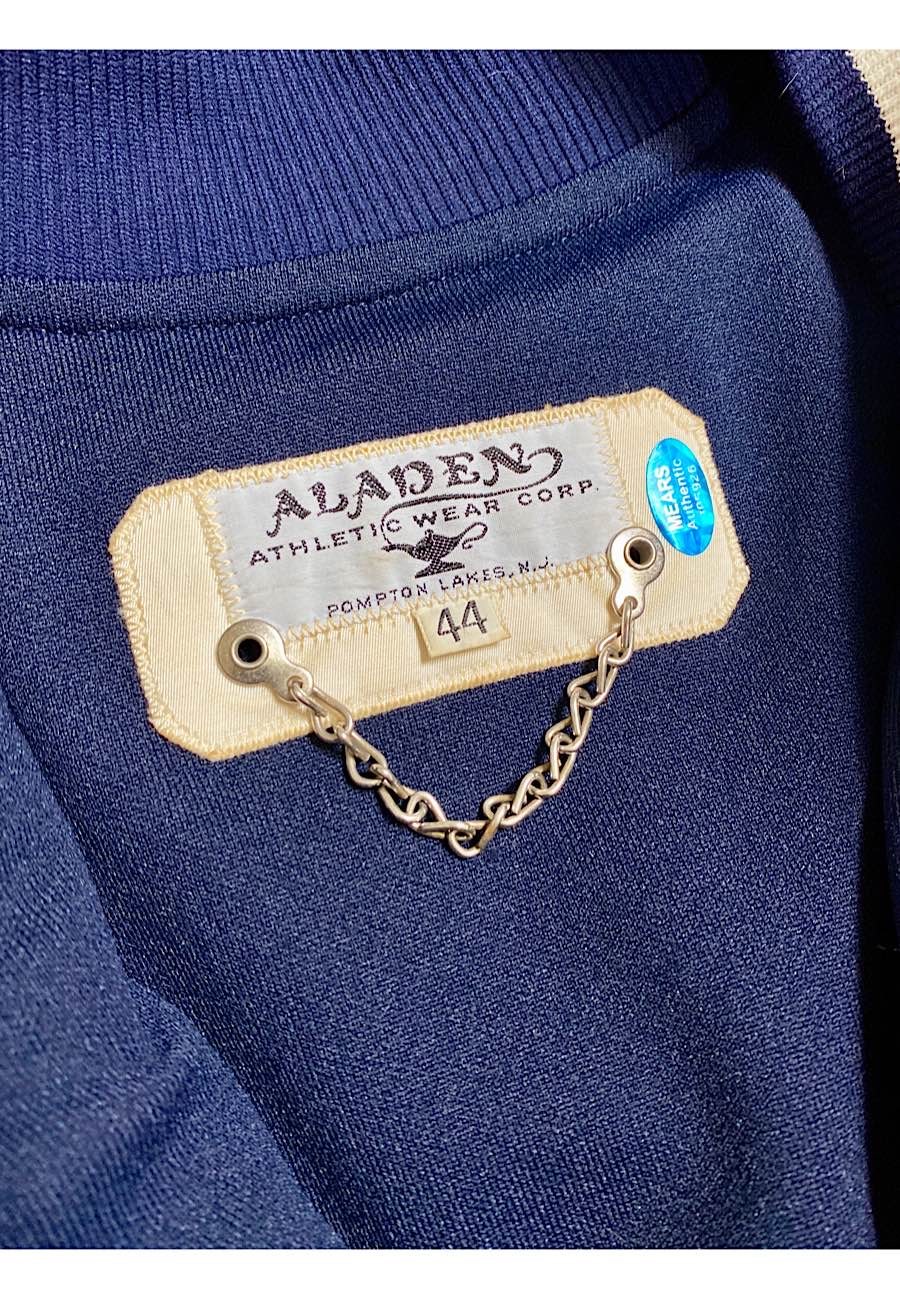 ALADEN
ATHLETIC WEAR CORP.
POMPTON LAKES, N.J.
44
MEARS
Authentic